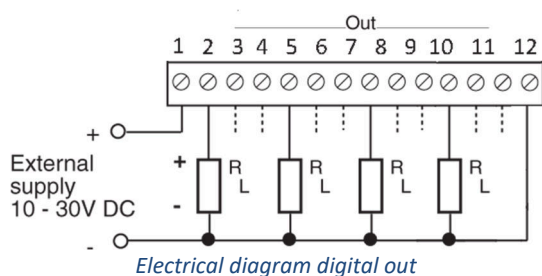 Out
1 2 3 4 5 6 7 8 9 10 11 12
+
External
supply
10 - 30V DC
-
+
-
R
L
R
L
R
L
R
L
Electrical diagram digital out